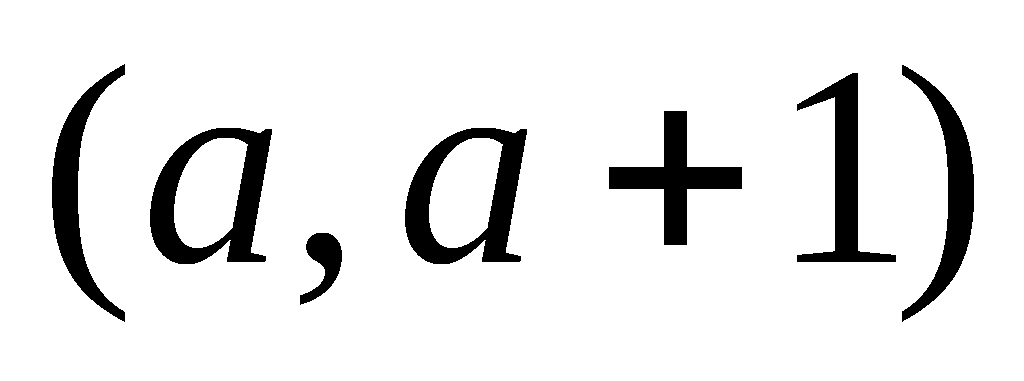 (a, a + 1)